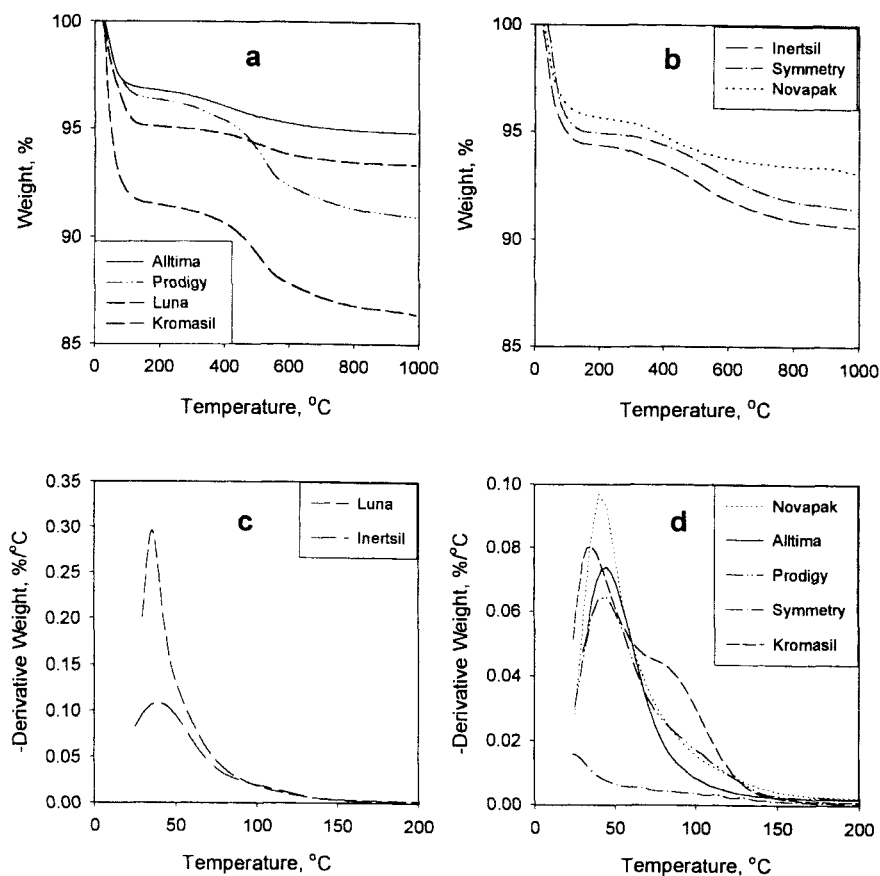 a
100
95
90
85
Weight, %
Alltima
Prodigy
Luna
Kromasil
0 200 400 600 800 1000
Temperature, °C
b
100
95
90
85
Weight, %
Inertsil
Symmetry
Novapak
0 200 400 600 800 1000
Temperature, °C
c
0.35
0.30
0.25
0.20
0.15
0.10
0.05
0.00
-Derivative Weight, %/°C
Luna
Inertsil
0 50 100 150 200
Temperature, °C
d
0.10
0.08
0.06
0.04
0.02
0.00
-Derivative Weight, %/°C
Novapak
Alltima
Prodigy
Symmetry
Kromasil
0 50 100 150 200
Temperature, °C